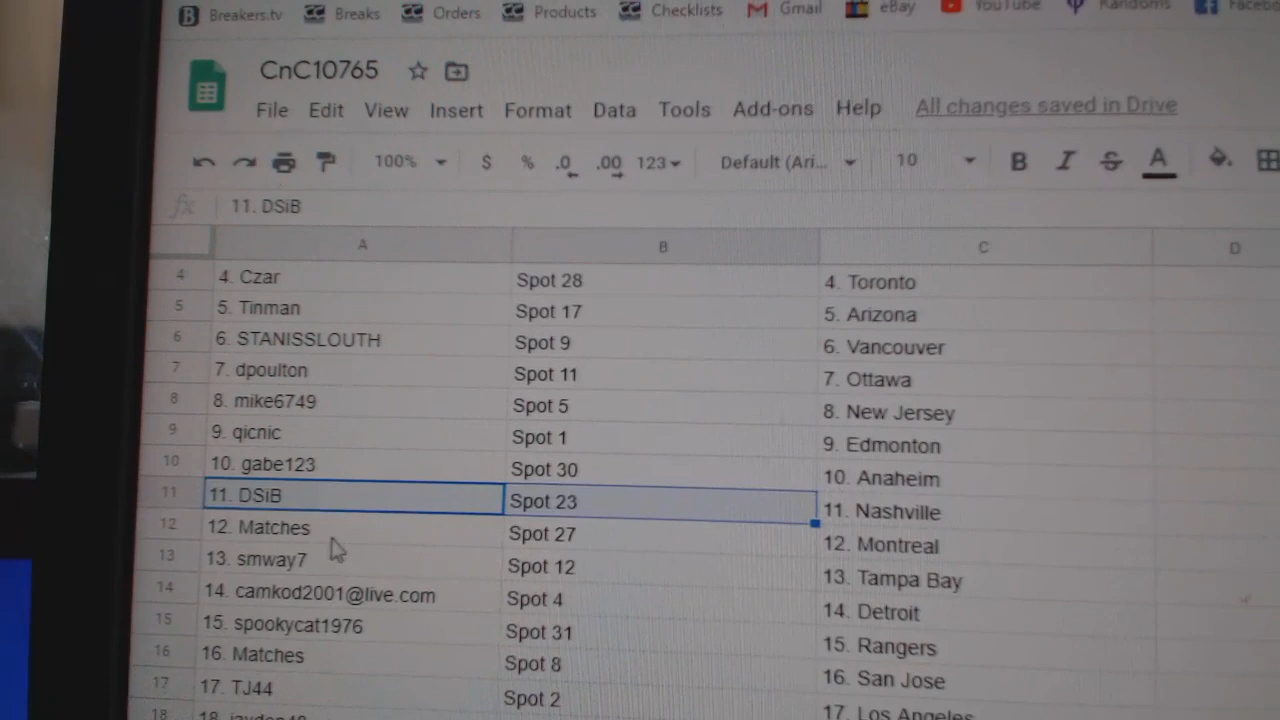 Breakers.tv Breaks Orders Products Checklists Gmail eBay YouTube Randoms
CnC10765
File Edit View Insert Format Data Tools Add-ons Help All changes saved in Drive
100% $ % .0 .00 123 Default (Ari... 10 B I S A
fx 11. DSiB
A B C D
4 4. Czar Spot 28 4. Toronto
5 5. Tinman Spot 17 5. Arizona
6 6. STANISSLOUTH Spot 9 6. Vancouver
7 7. dpoulton Spot 11 7. Ottawa
8 8. mike6749 Spot 5 8. New Jersey
9 9. qicnic Spot 1 9. Edmonton
10 10. gabe123 Spot 30 10. Anaheim
11 11. DSiB Spot 23 11. Nashville
12 12. Matches Spot 27 12. Montreal
13 13. smway7 Spot 12 13. Tampa Bay
14 14. camkod2001@live.com Spot 4 14. Detroit
15 15. spookycat1976 Spot 31 15. Rangers
16 16. Matches Spot 8 16. San Jose
17 17. TJ44 Spot 2 17. Los Angeles
18 18.